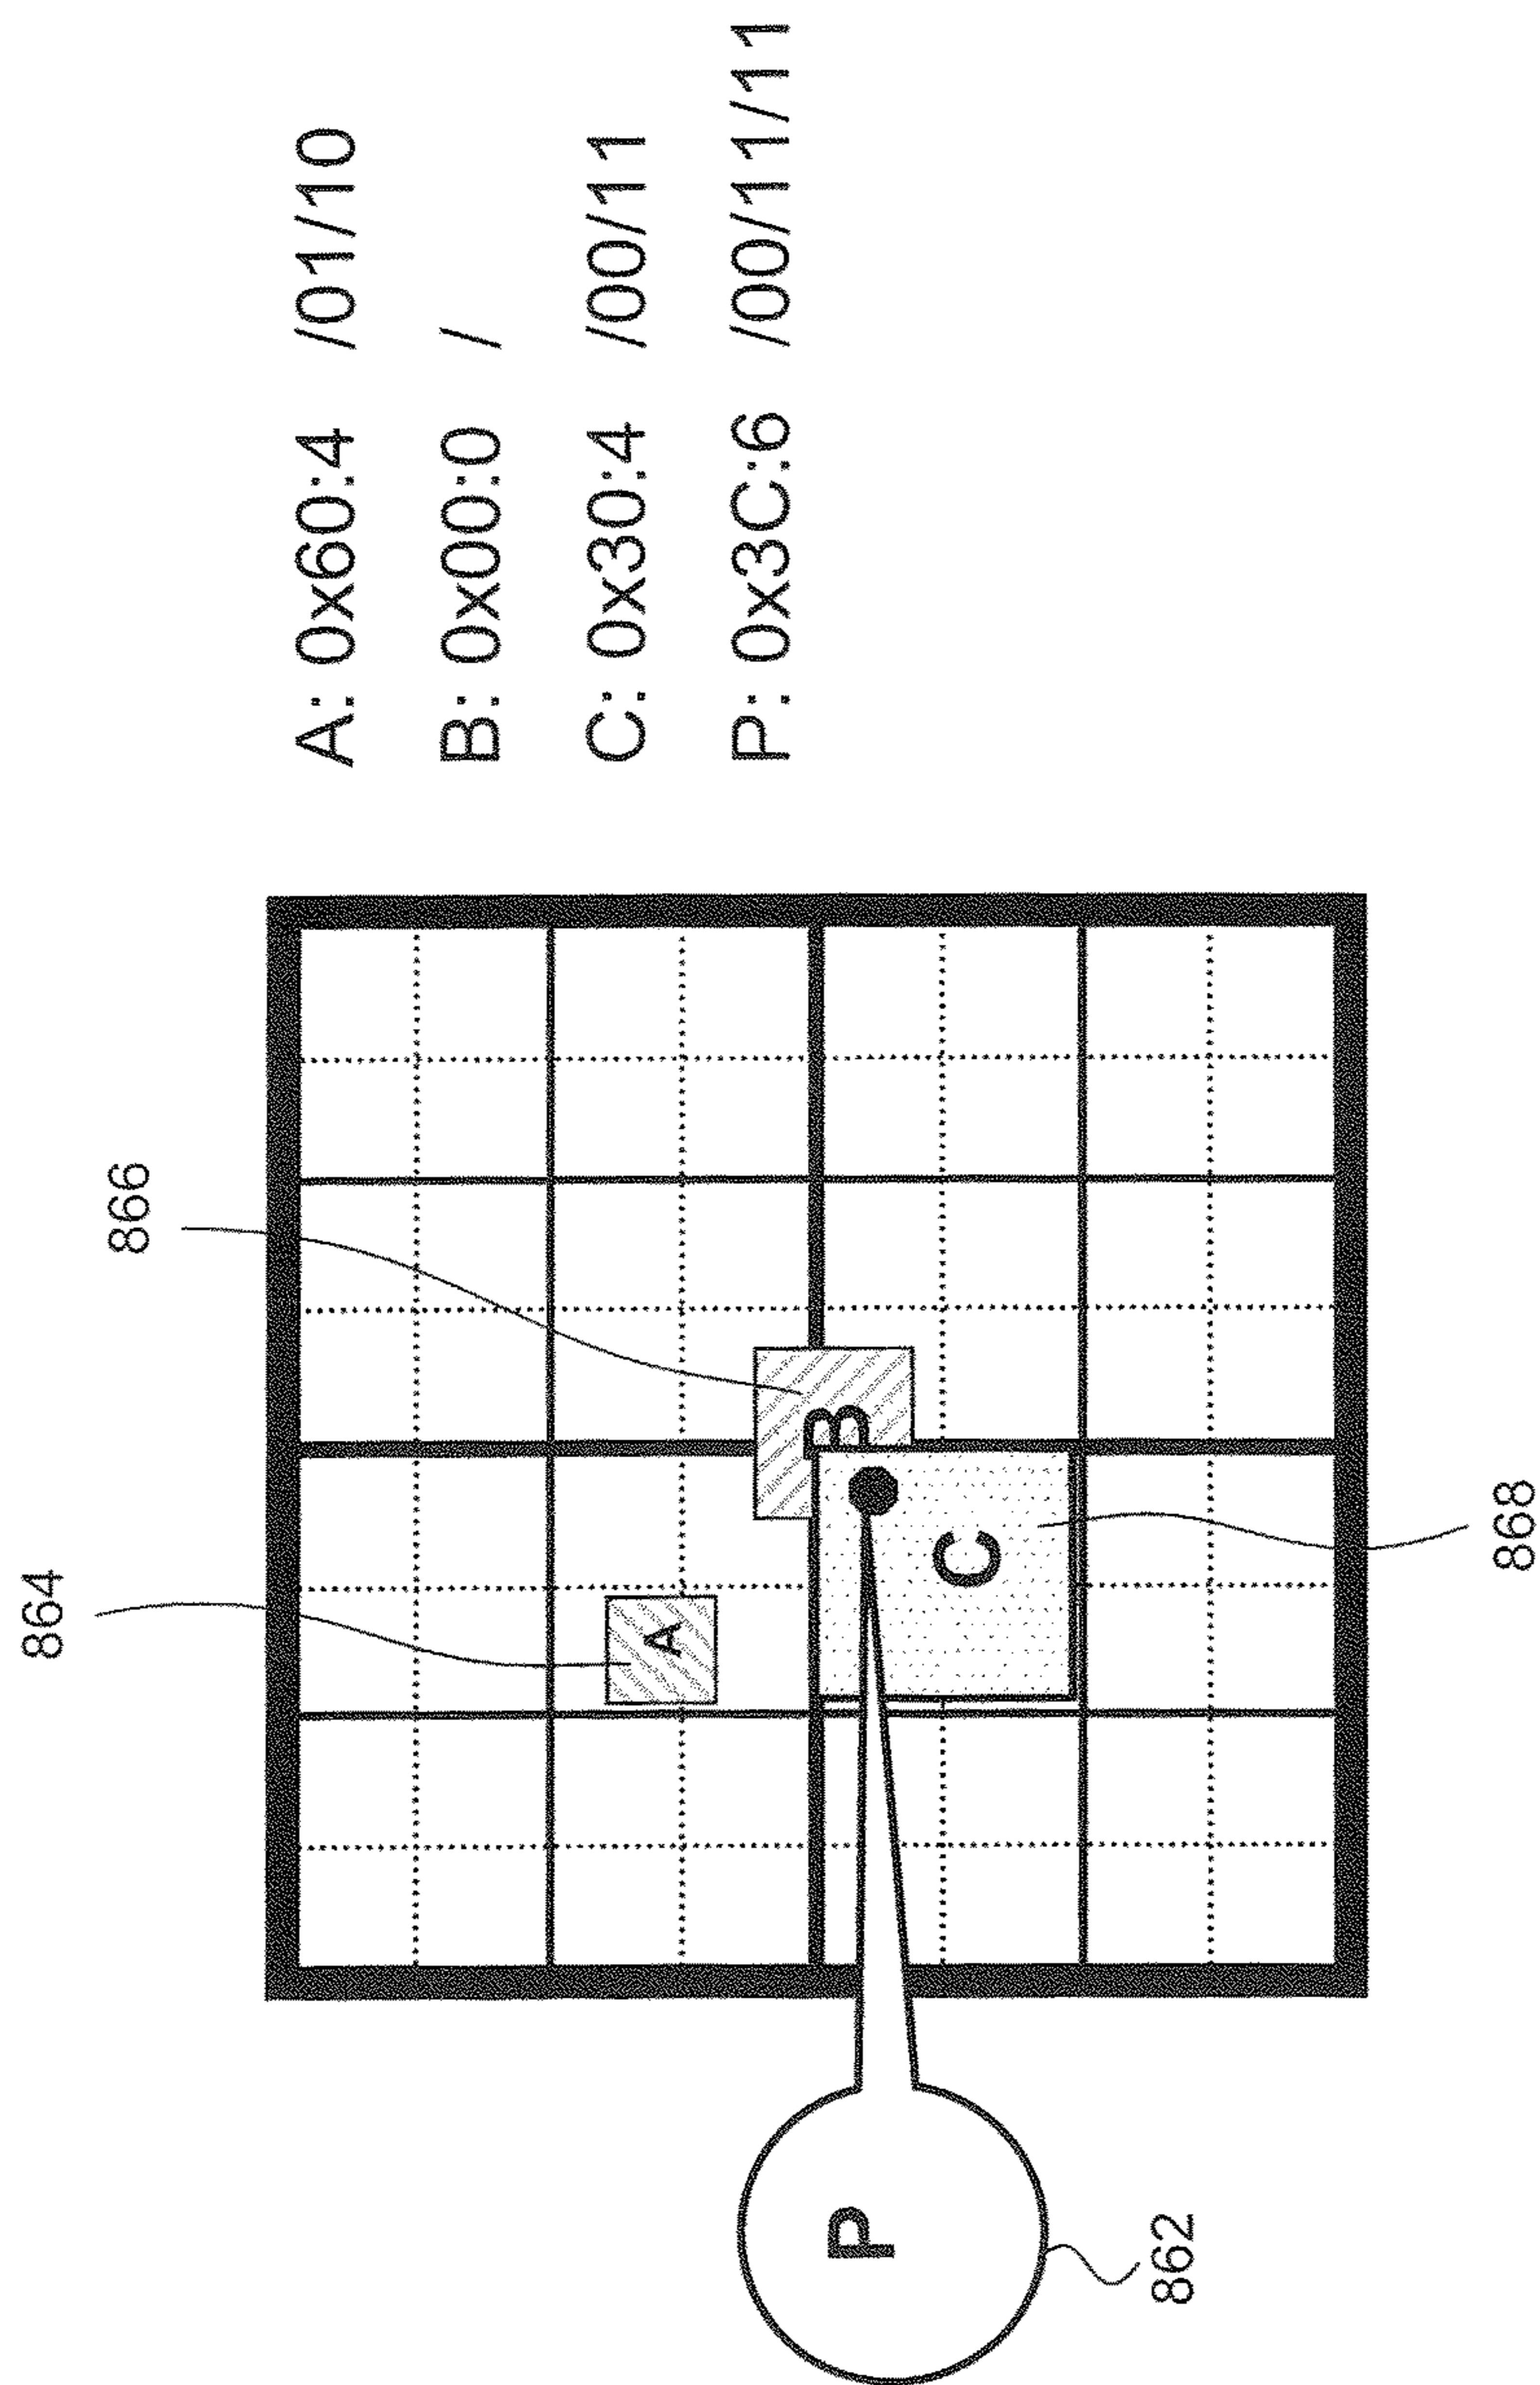 A: 0x60:4 /01/10
B: 0x00:0 /
C: 0x30:4 /00/11
P: 0x3C:6 /00/11/11
864
866
A
B
C
P
868
862